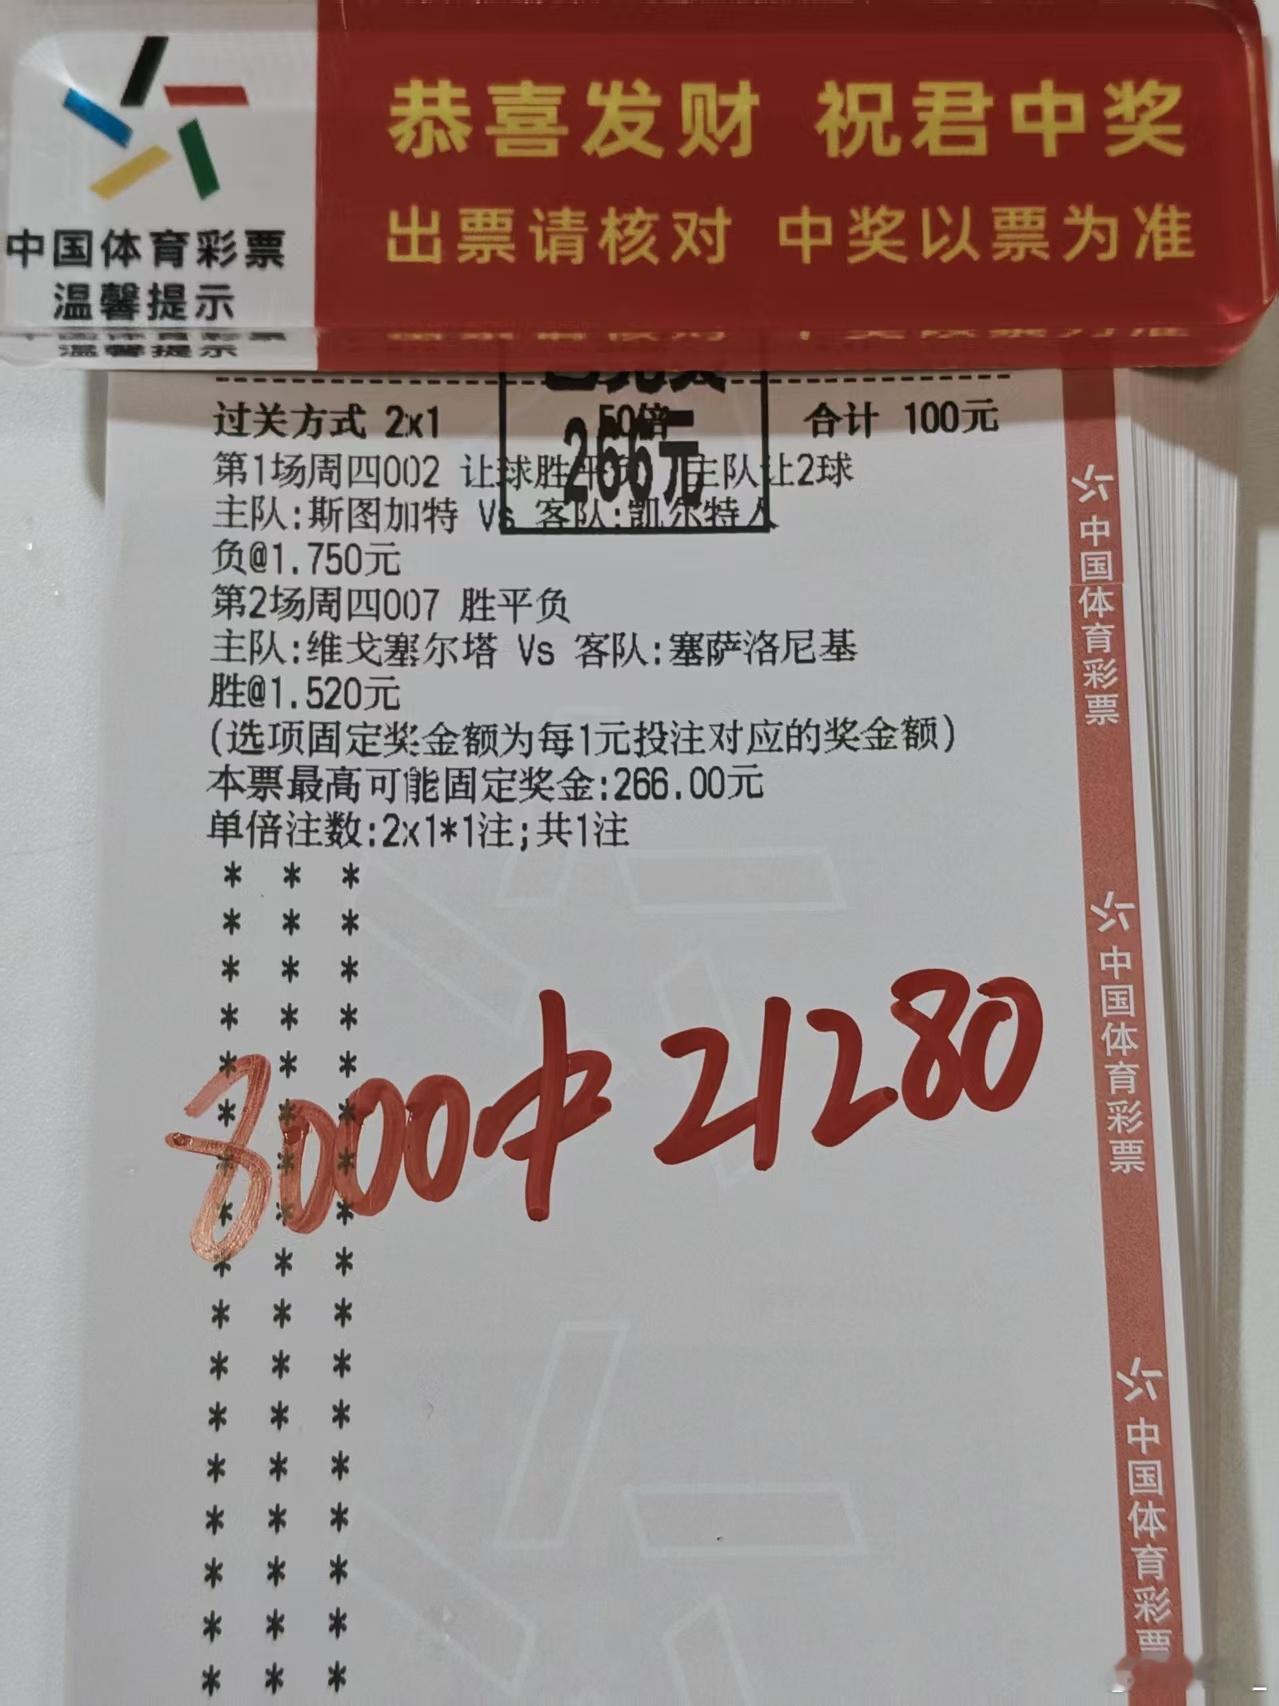 恭喜发财 祝君中奖
出票请核对 中奖以票为准
中国体育彩票
温馨提示
过关方式 2x1 50倍 合计 100元
266元
第1场周四002 让球胜平负 主队让2球
主队:斯图加特 Vs 客队:凯尔特人
负@1.750元
第2场周四007 胜平负
主队:维戈塞尔塔 Vs 客队:塞萨洛尼基
胜@1.520元
(选项固定奖金额为每1元投注对应的奖金额)
本票最高可能固定奖金:266.00元
单倍注数:2x1*1注;共1注
8000中21280
中国体育彩票
中国体育彩票
中国体育彩票